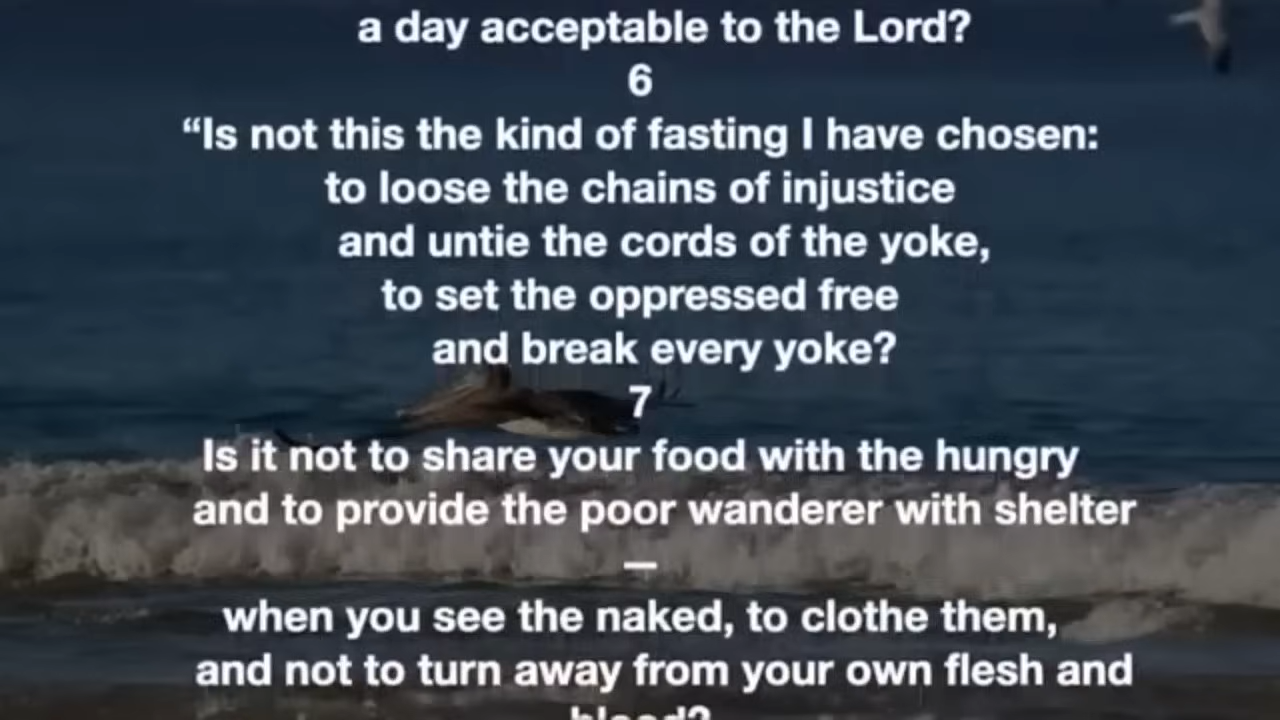 a day acceptable to the Lord?
6
“Is not this the kind of fasting I have chosen:
to loose the chains of injustice
and untie the cords of the yoke,
to set the oppressed free
and break every yoke?
7
Is it not to share your food with the hungry
and to provide the poor wanderer with shelter
—
when you see the naked, to clothe them,
and not to turn away from your own flesh and
blood?